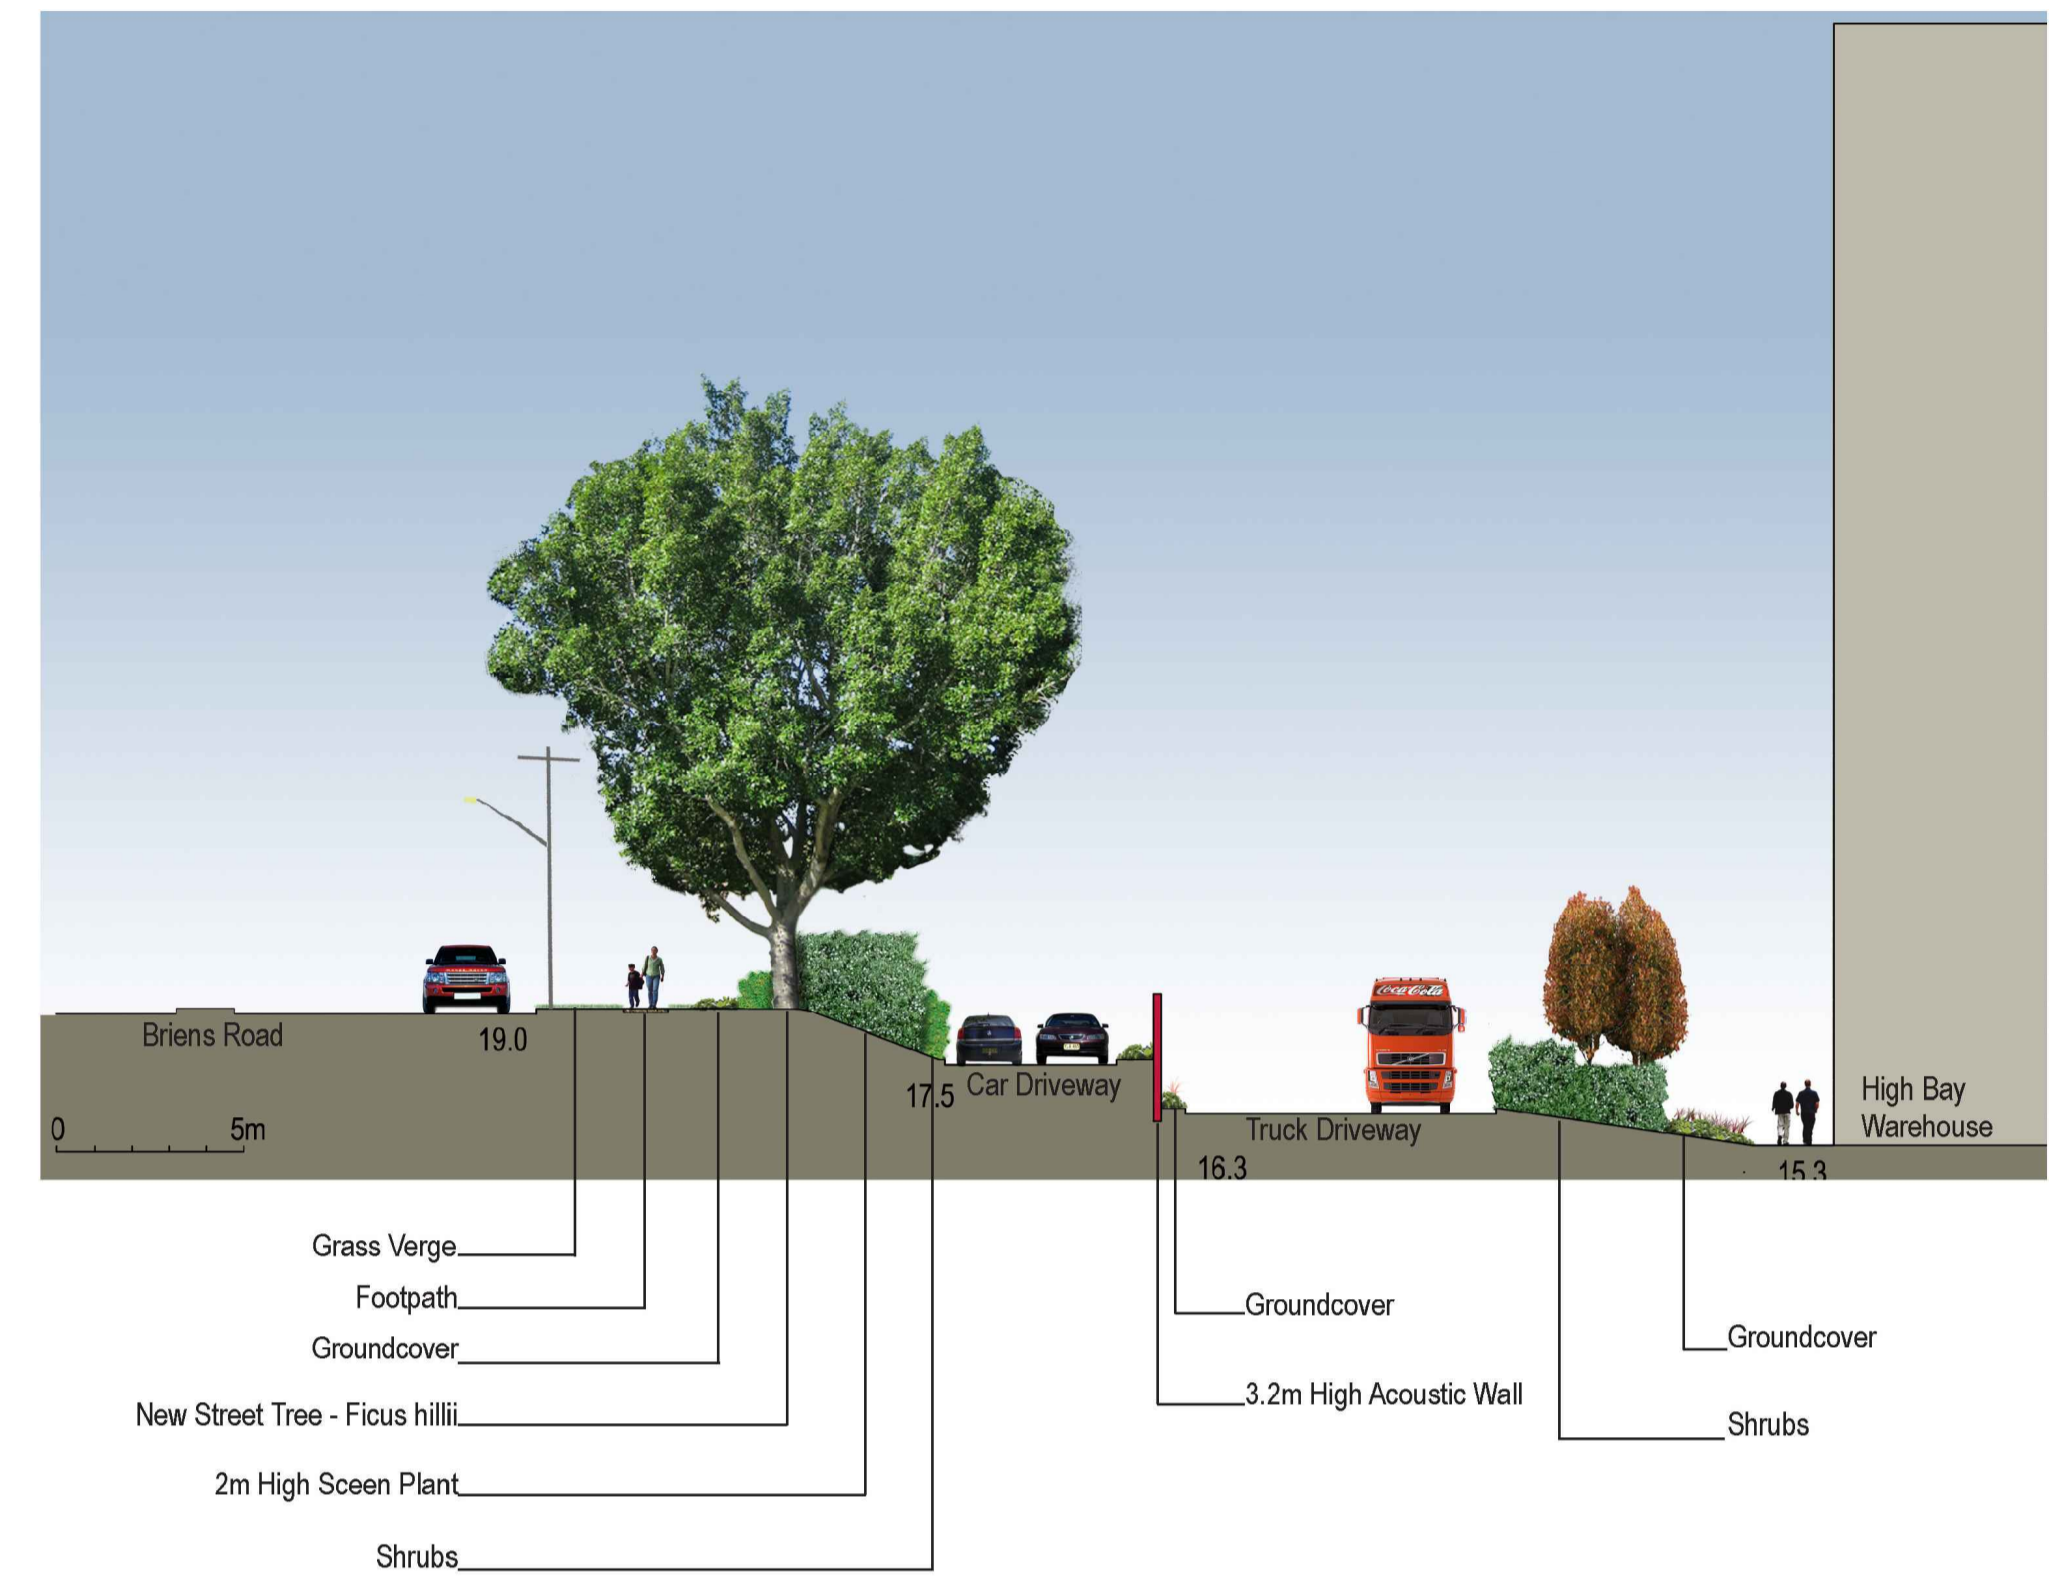 Coca-Cola
Briens Road
19.0
17.5
Car Driveway
High Bay
Warehouse
0
5m
Truck Driveway
16.3
15.3
Grass Verge
Footpath
Groundcover
New Street Tree - Ficus hillii
2m High Sceen Plant
Shrubs
Groundcover
3.2m High Acoustic Wall
Groundcover
Shrubs